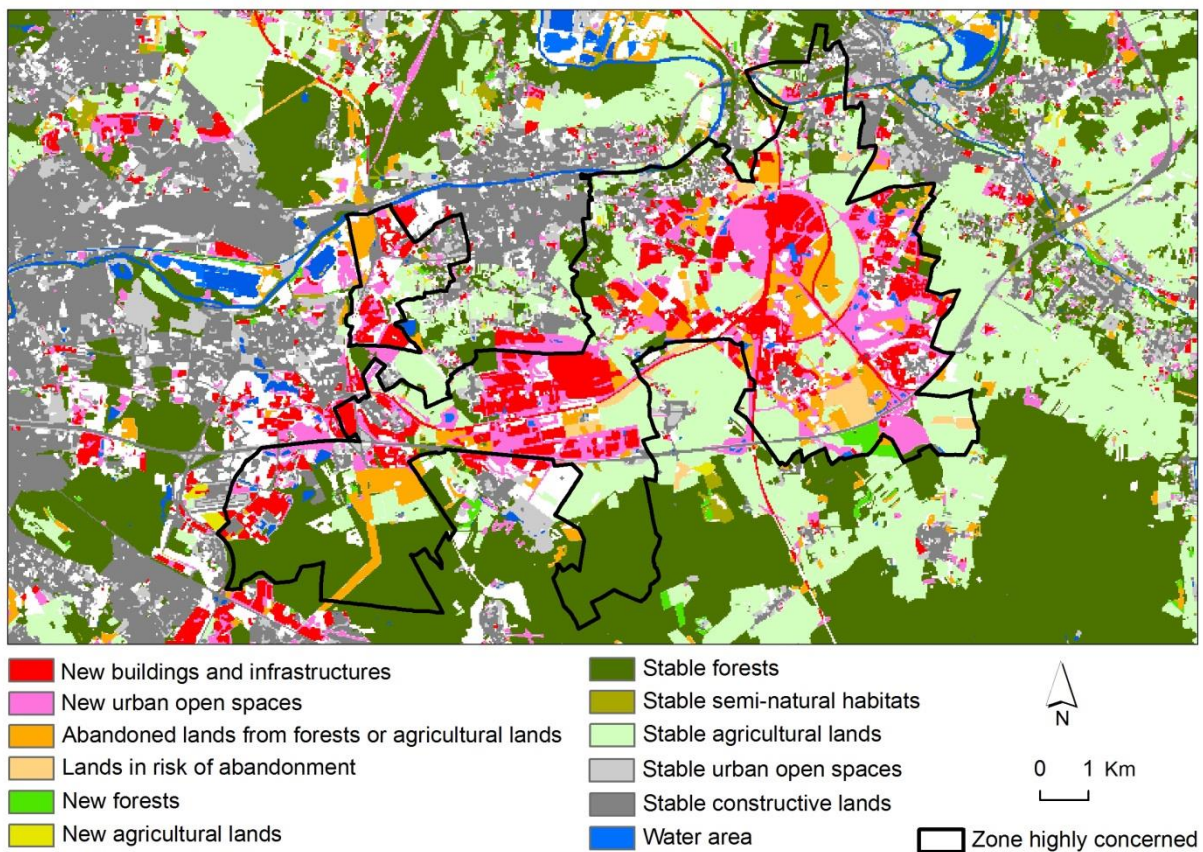 New buildings and infrastructures
New urban open spaces
Abandoned lands from forests or agricultural lands
Lands in risk of abandonment
New forests
New agricultural lands
Stable forests
Stable semi-natural habitats
Stable agricultural lands
Stable urban open spaces
Stable constructive lands
Water area
N
0 1 Km
Zone highly concerned